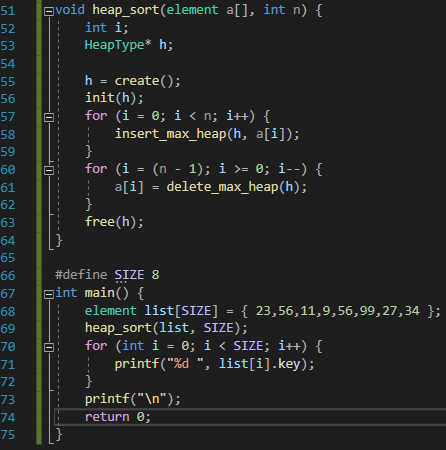 51 void heap_sort(element a[], int n) {
52 int i;
53 HeapType* h;
54
55 h = create();
56 init(h);
57 for (i = 0; i < n; i++) {
58 insert_max_heap(h, a[i]);
59 }
60 for (i = (n - 1); i >= 0; i--) {
61 a[i] = delete_max_heap(h);
62 }
63 free(h);
64 }
65
66 #define SIZE 8
67 int main() {
68 element list[SIZE] = { 23,56,11,9,56,99,27,34 };
69 heap_sort(list, SIZE);
70 for (int i = 0; i < SIZE; i++) {
71 printf("%d ", list[i].key);
72 }
73 printf("\n");
74 return 0;
75 }